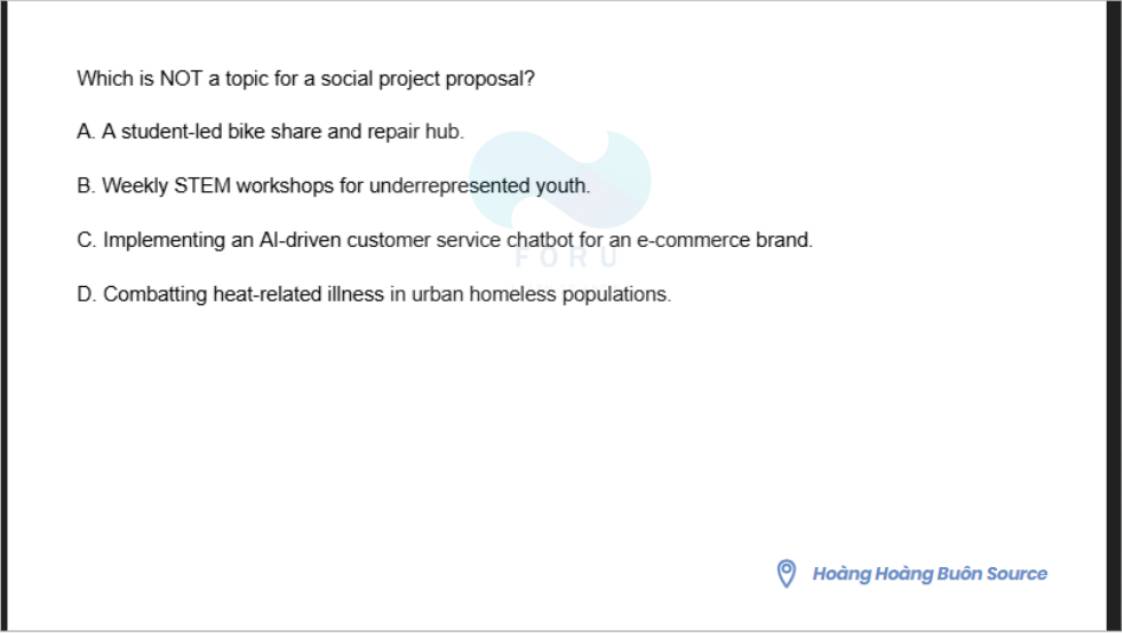 Which is NOT a topic for a social project proposal?
A. A student-led bike share and repair hub.
B. Weekly STEM workshops for underrepresented youth.
C. Implementing an AI-driven customer service chatbot for an e-commerce brand.
FORU
D. Combatting heat-related illness in urban homeless populations.
Hoàng Hoàng Buôn Source